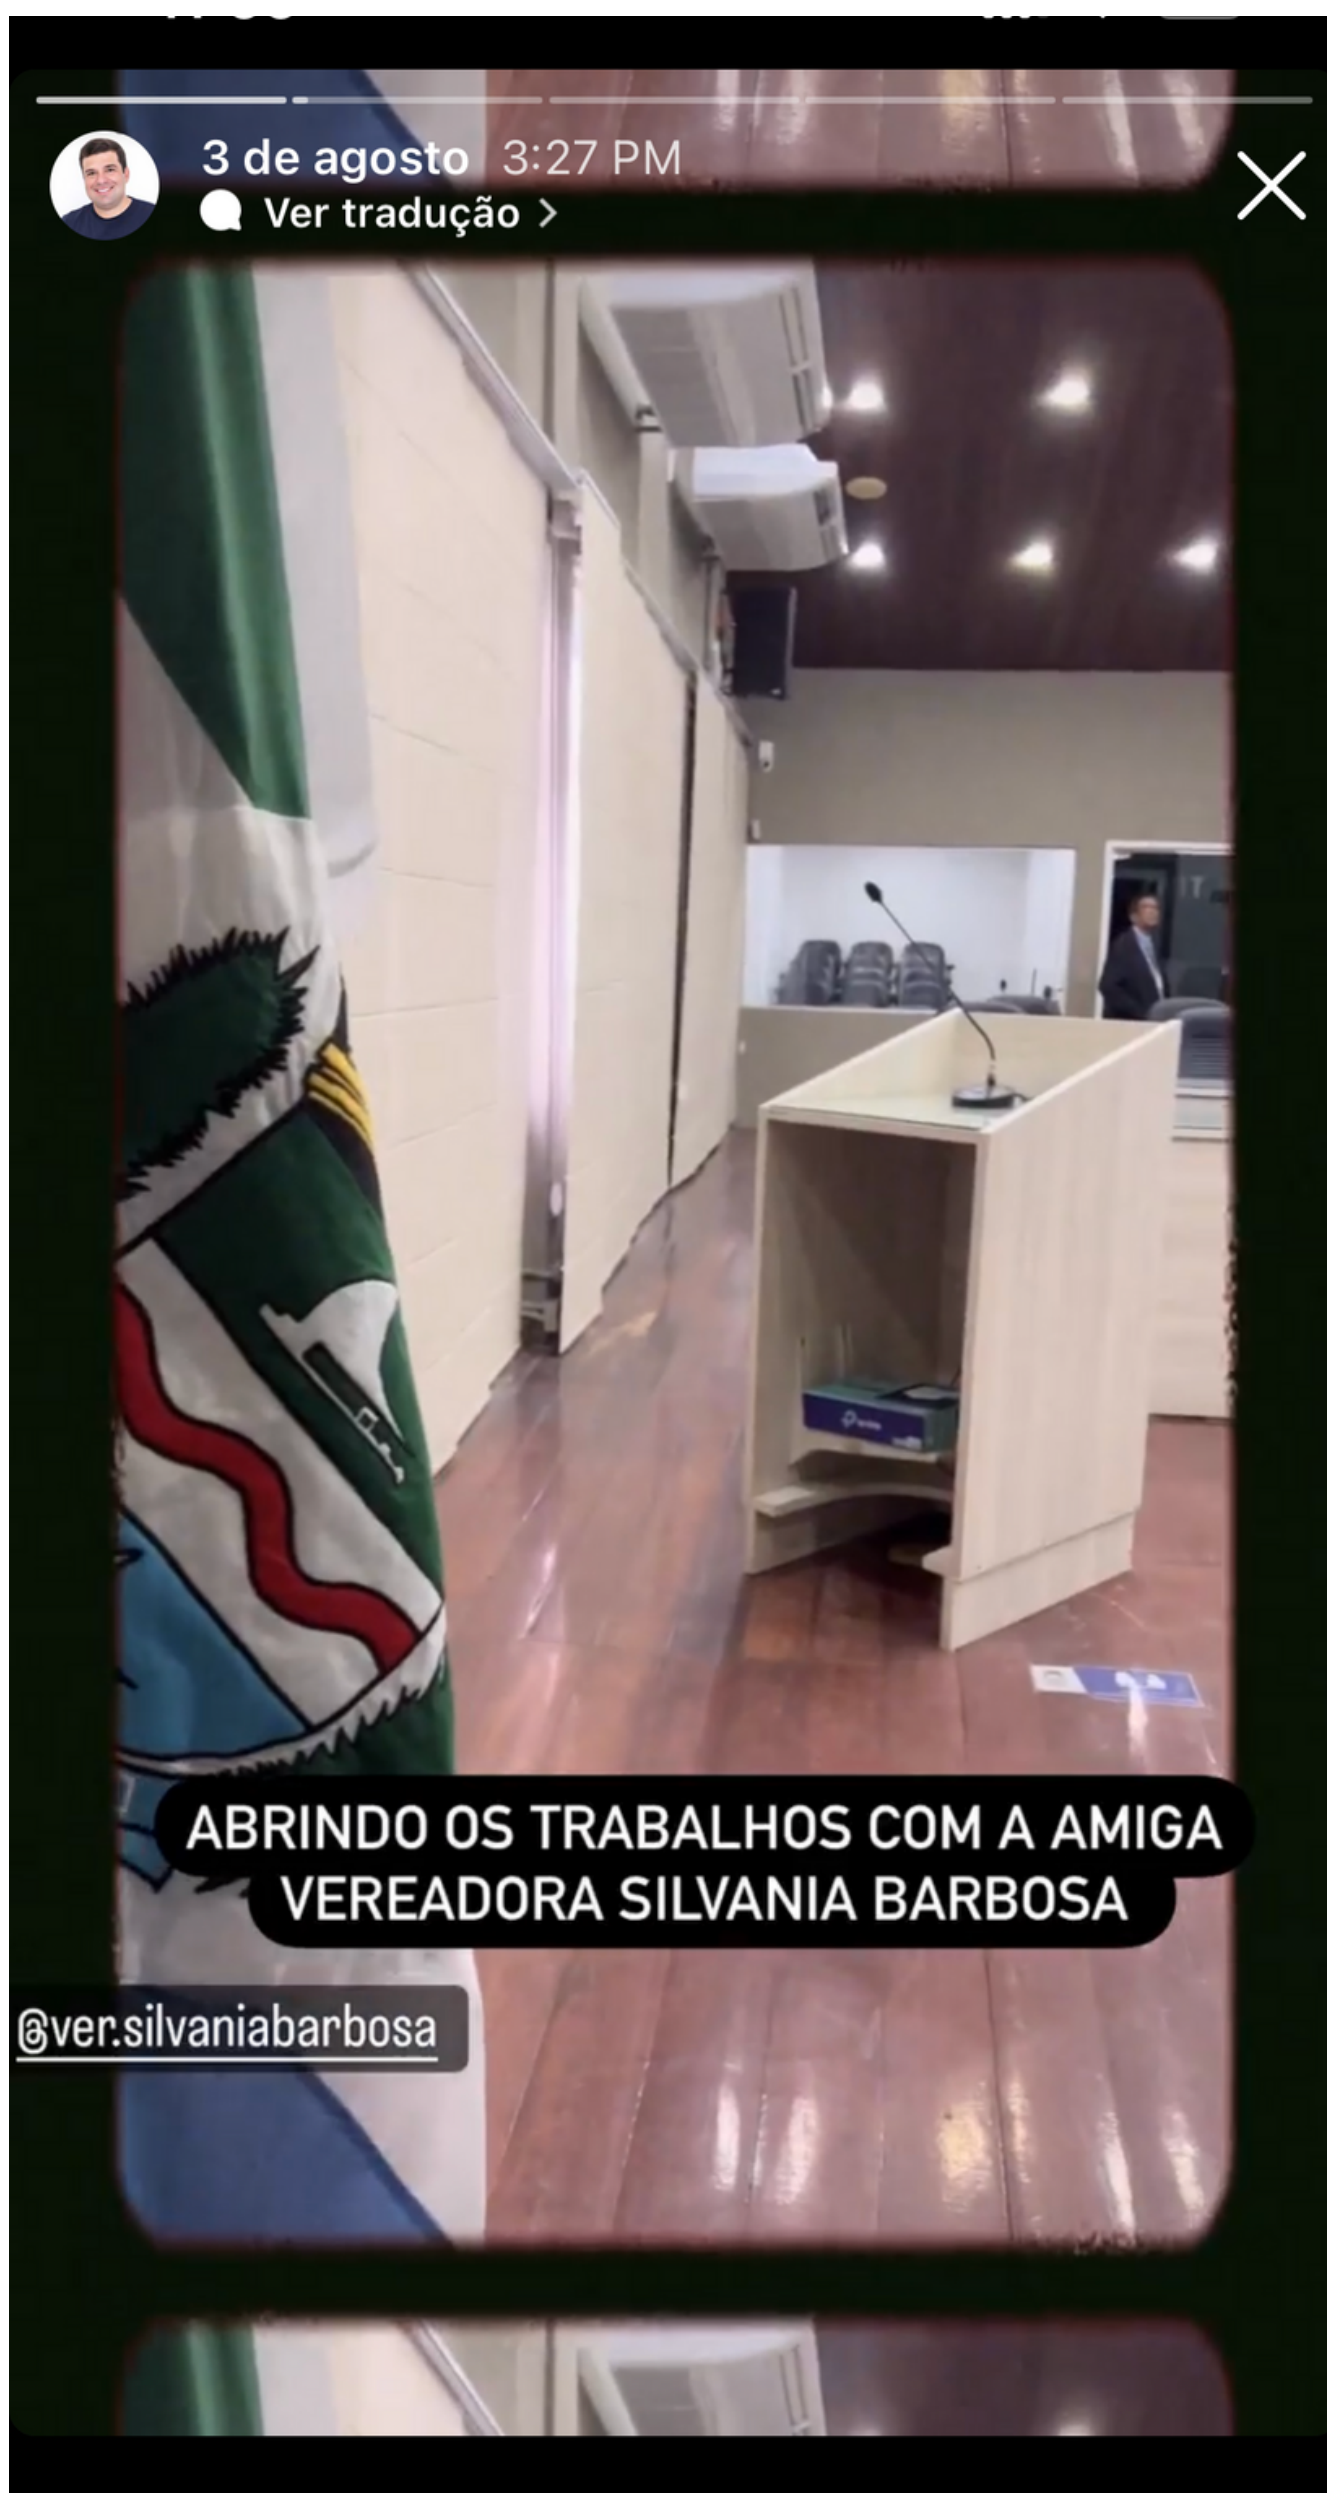 3 de agosto 3:27 PM
Ver tradução >
ABRINDO OS TRABALHOS COM A AMIGA
VEREADORA SILVANIA BARBOSA
@ver.silvaniabarbosa